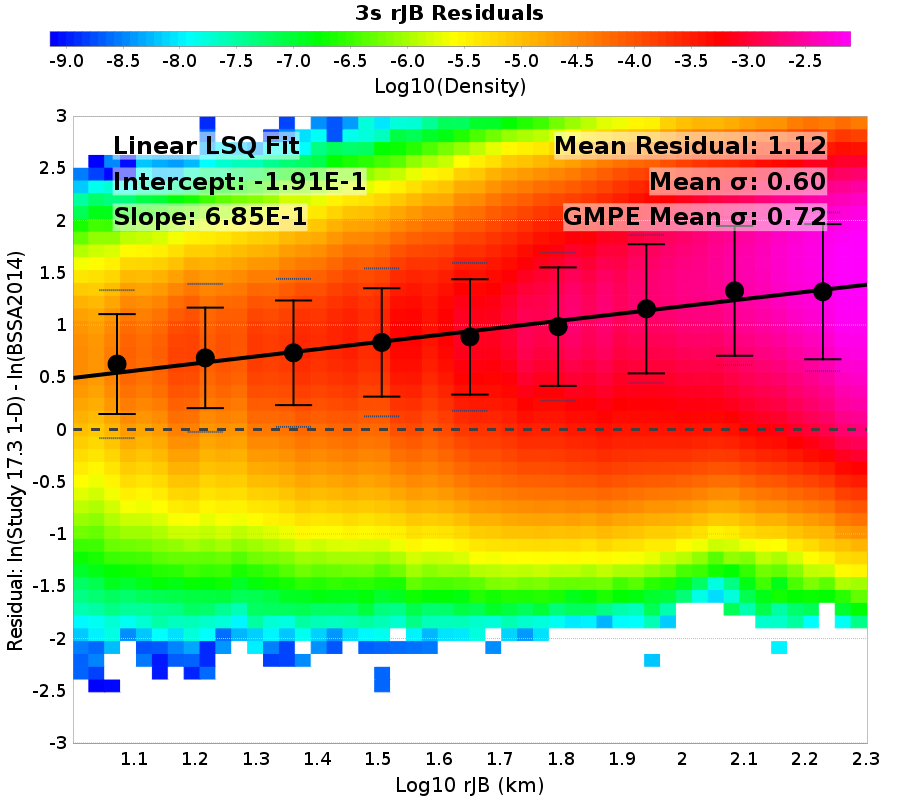 3s rJB Residuals
-9.0 -8.5 -8.0 -7.5 -7.0 -6.5 -6.0 -5.5 -5.0 -4.5 -4.0 -3.5 -3.0 -2.5
Log10(Density)
Linear LSQ Fit
Intercept: -1.91E-1
Slope: 6.85E-1
Mean Residual: 1.12
Mean σ: 0.60
GMPE Mean σ: 0.72
Residual: ln(Study 17.3 1-D) - ln(BSSA2014)
3
2.5
2
1.5
1
0.5
0
-0.5
-1
-1.5
-2
-2.5
-3
1.1 1.2 1.3 1.4 1.5 1.6 1.7 1.8 1.9 2 2.1 2.2 2.3
Log10 rJB (km)